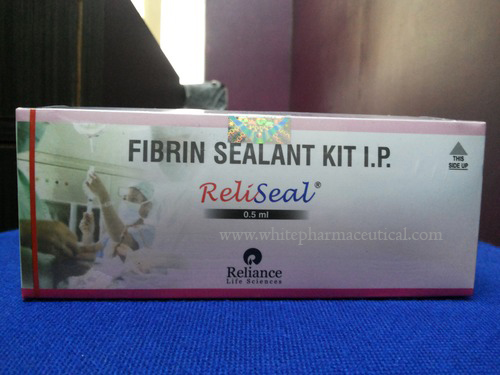 FIBRIN SEALANT KIT I.P.
THIS
SIDE UP
ReliSeal®
0.5 ml
www.whitepharmaceutical.com
Reliance
Life Sciences